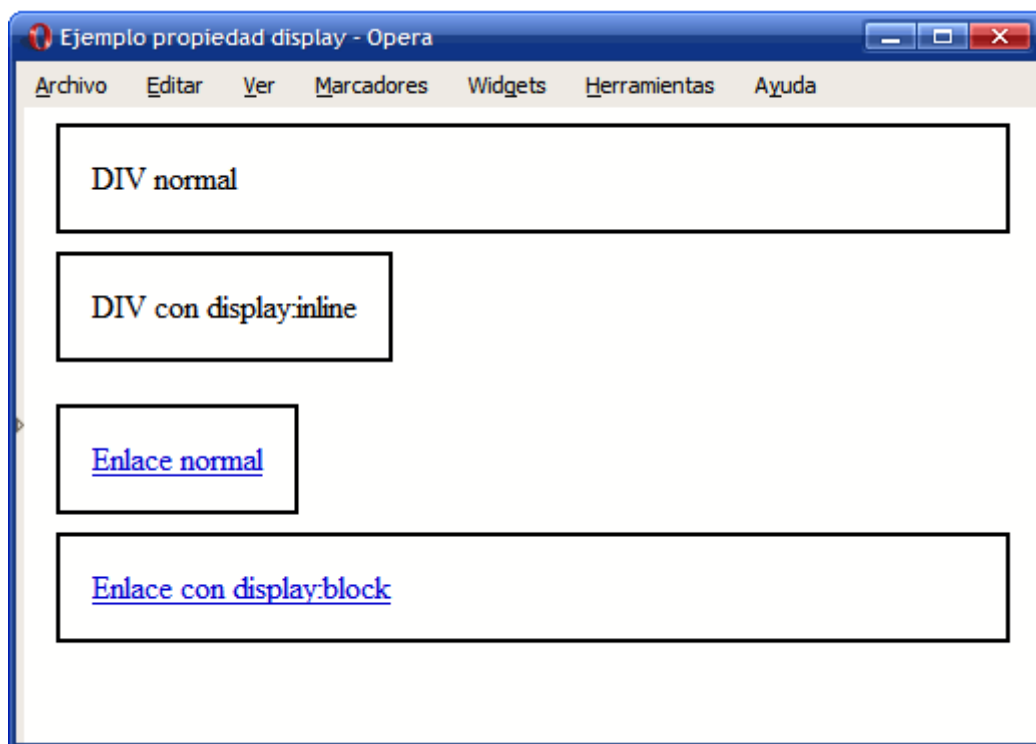 Ejemplo propiedad display - Opera
Archivo Editar Ver Marcadores Widgets Herramientas Ayuda
DIV normal
DIV con display:inline
Enlace normal
Enlace con display:block